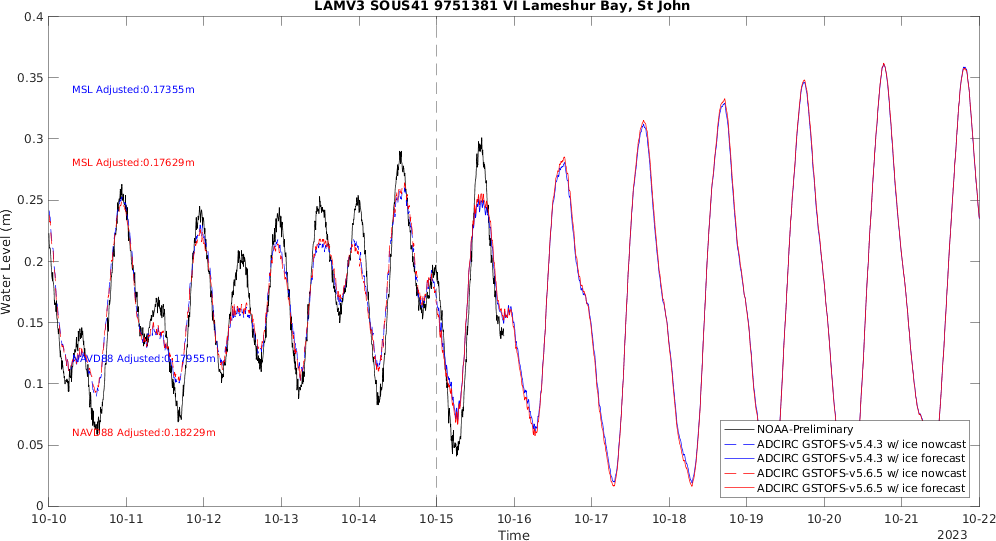 LAMV3 SOUS41 9751381 VI Lameshur Bay, St John
0.4
0.35
0.3
0.25
0.2
0.15
0.1
0.05
0
Water Level (m)
MSL Adjusted:0.17355m
MSL Adjusted:0.17629m
NAVD88 Adjusted:0.17955m
NAVD88 Adjusted:0.18229m
NOAA-Preliminary
ADCIRC GSTOFS-v5.4.3 w/ ice nowcast
ADCIRC GSTOFS-v5.4.3 w/ ice forecast
ADCIRC GSTOFS-v5.6.5 w/ ice nowcast
ADCIRC GSTOFS-v5.6.5 w/ ice forecast
10-10 10-11 10-12 10-13 10-14 10-15 10-16 10-17 10-18 10-19 10-20 10-21 10-22
Time
2023